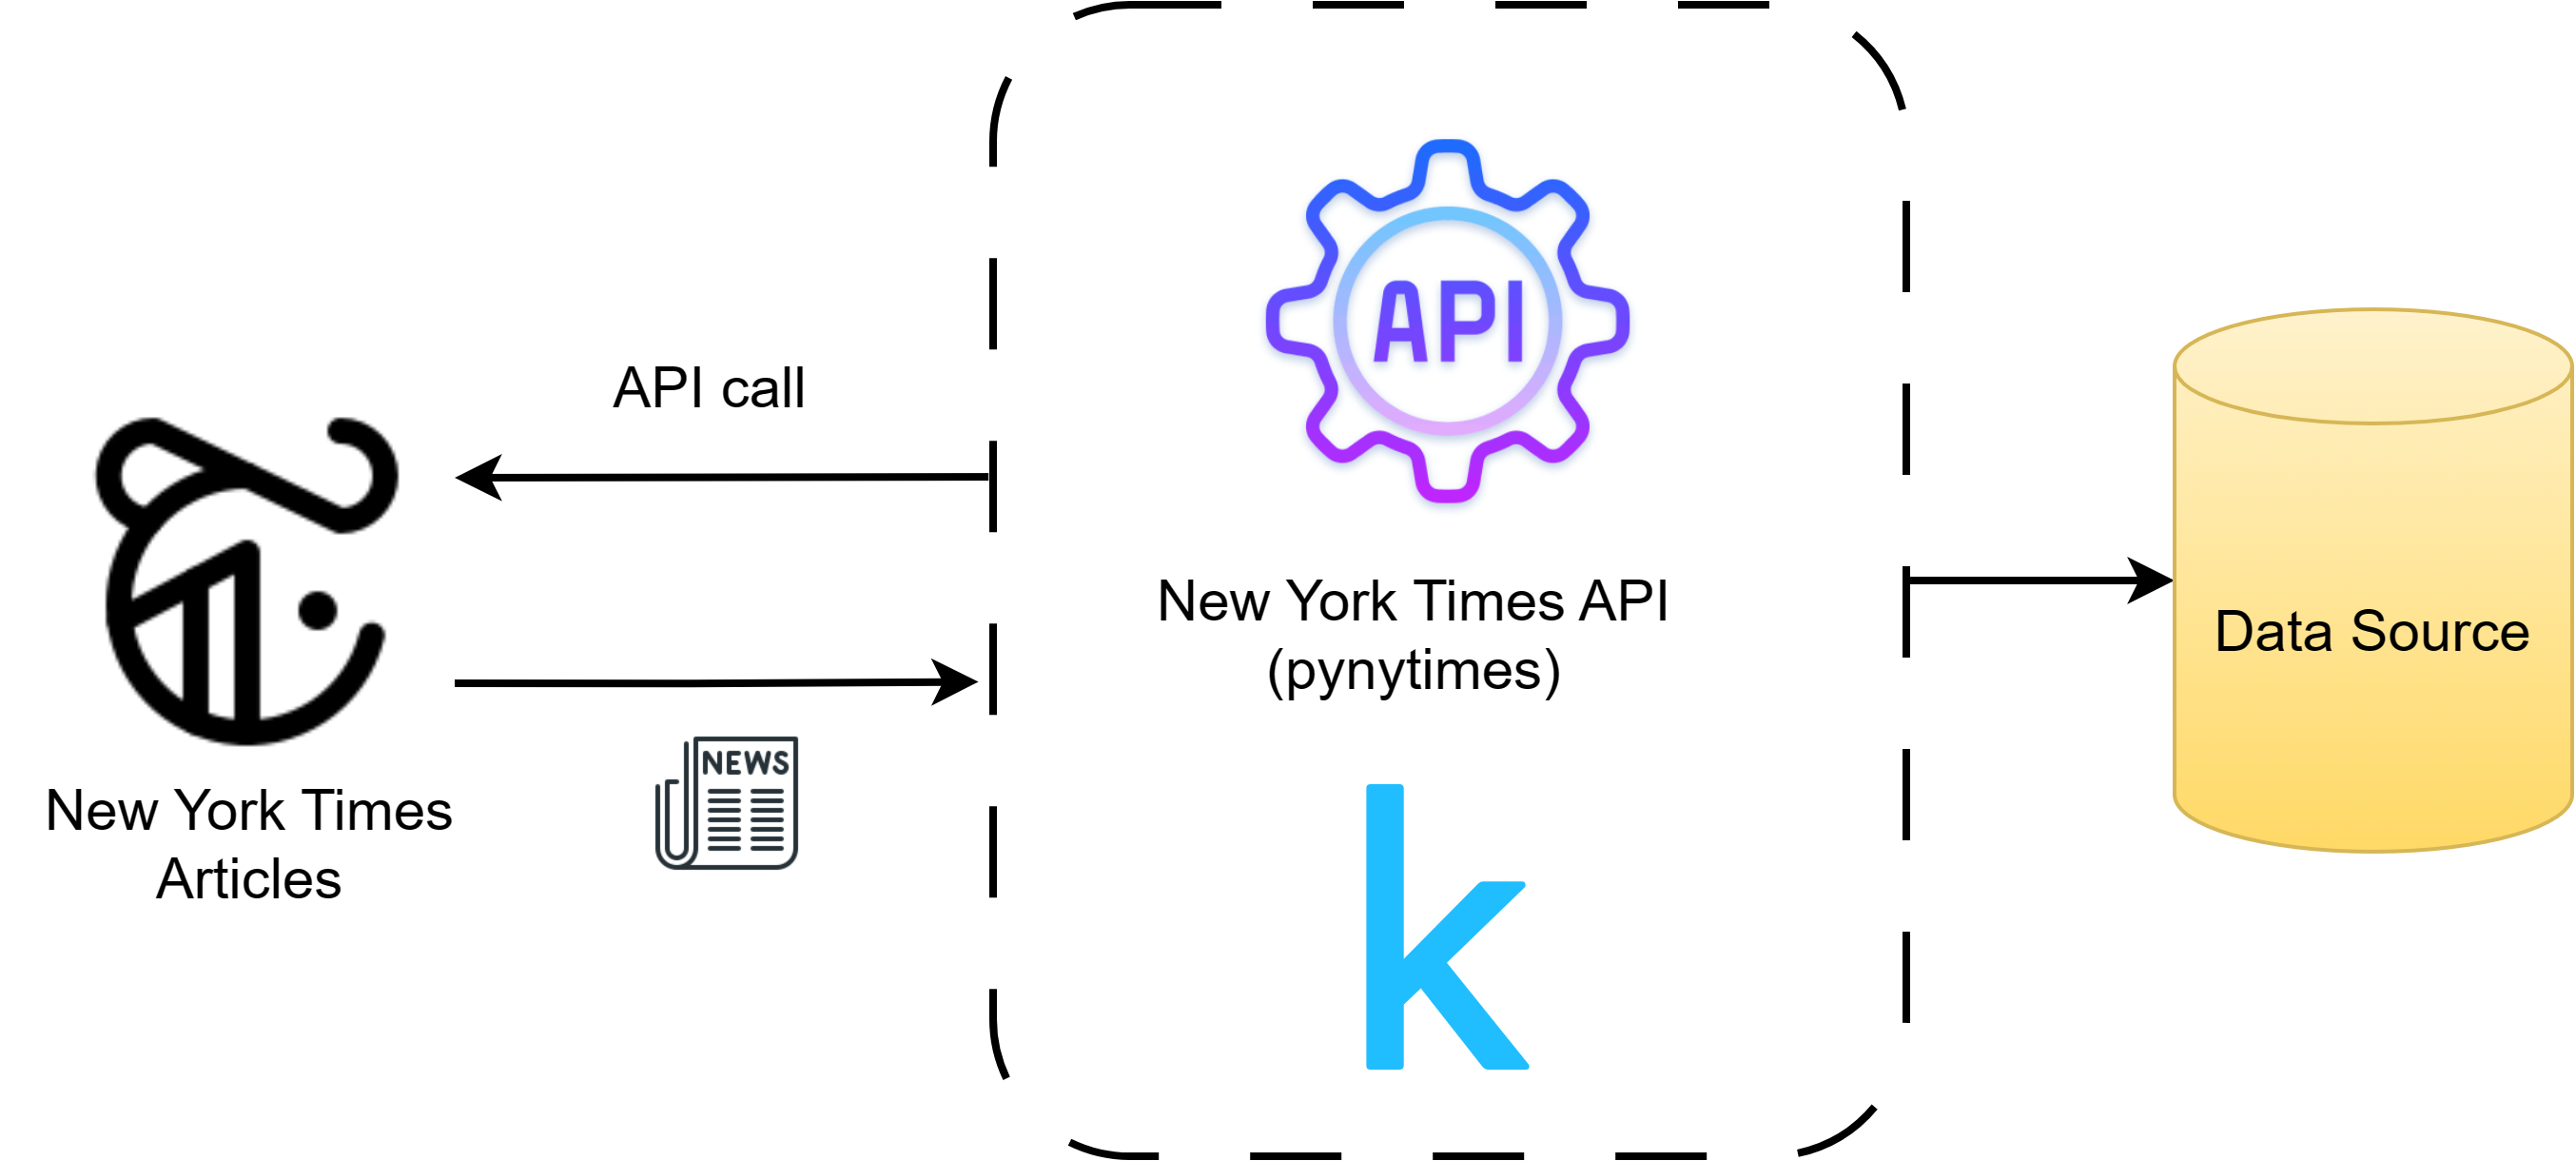 API call
New York Times
Articles
NEWS
API
New York Times API
(pynytimes)
k
Data Source